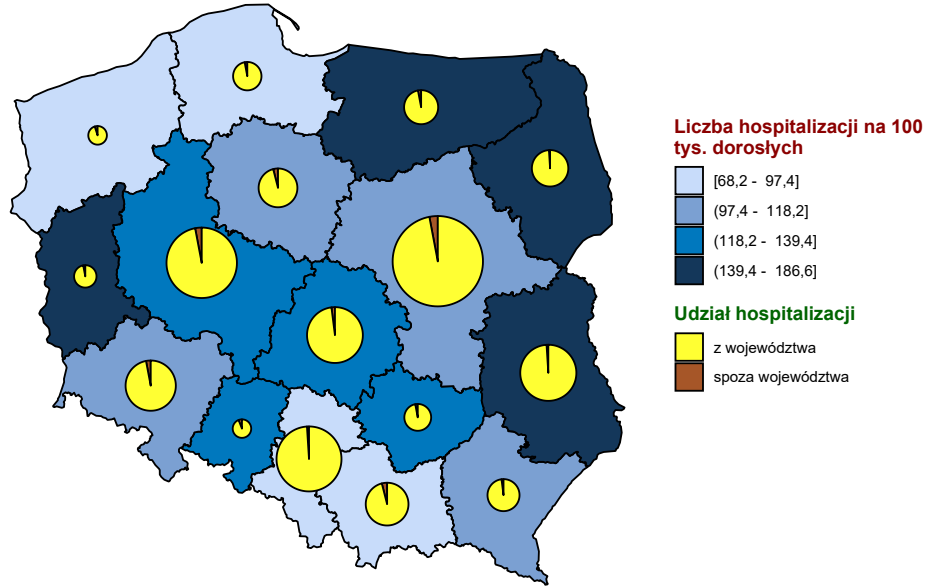 Liczba hospitalizacji na 100
tys. dorosłych
[68,2 - 97,4]
(97,4 - 118,2]
(118,2 - 139,4]
(139,4 - 186,6]
Udział hospitalizacji
z województwa
spoza województwa